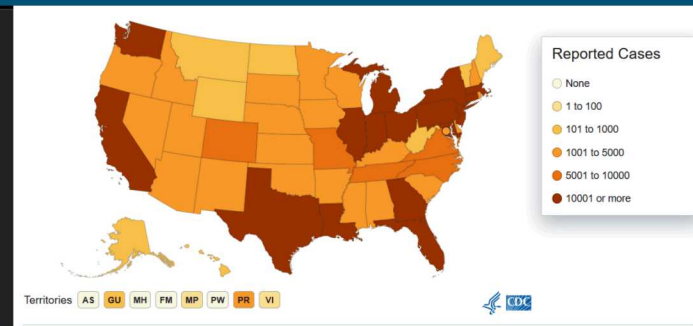 Reported Cases
None
1 to 100
101 to 1000
1001 to 5000
5001 to 10000
10001 or more
Territories AS GU MH FM MP PW PR VI
CDC